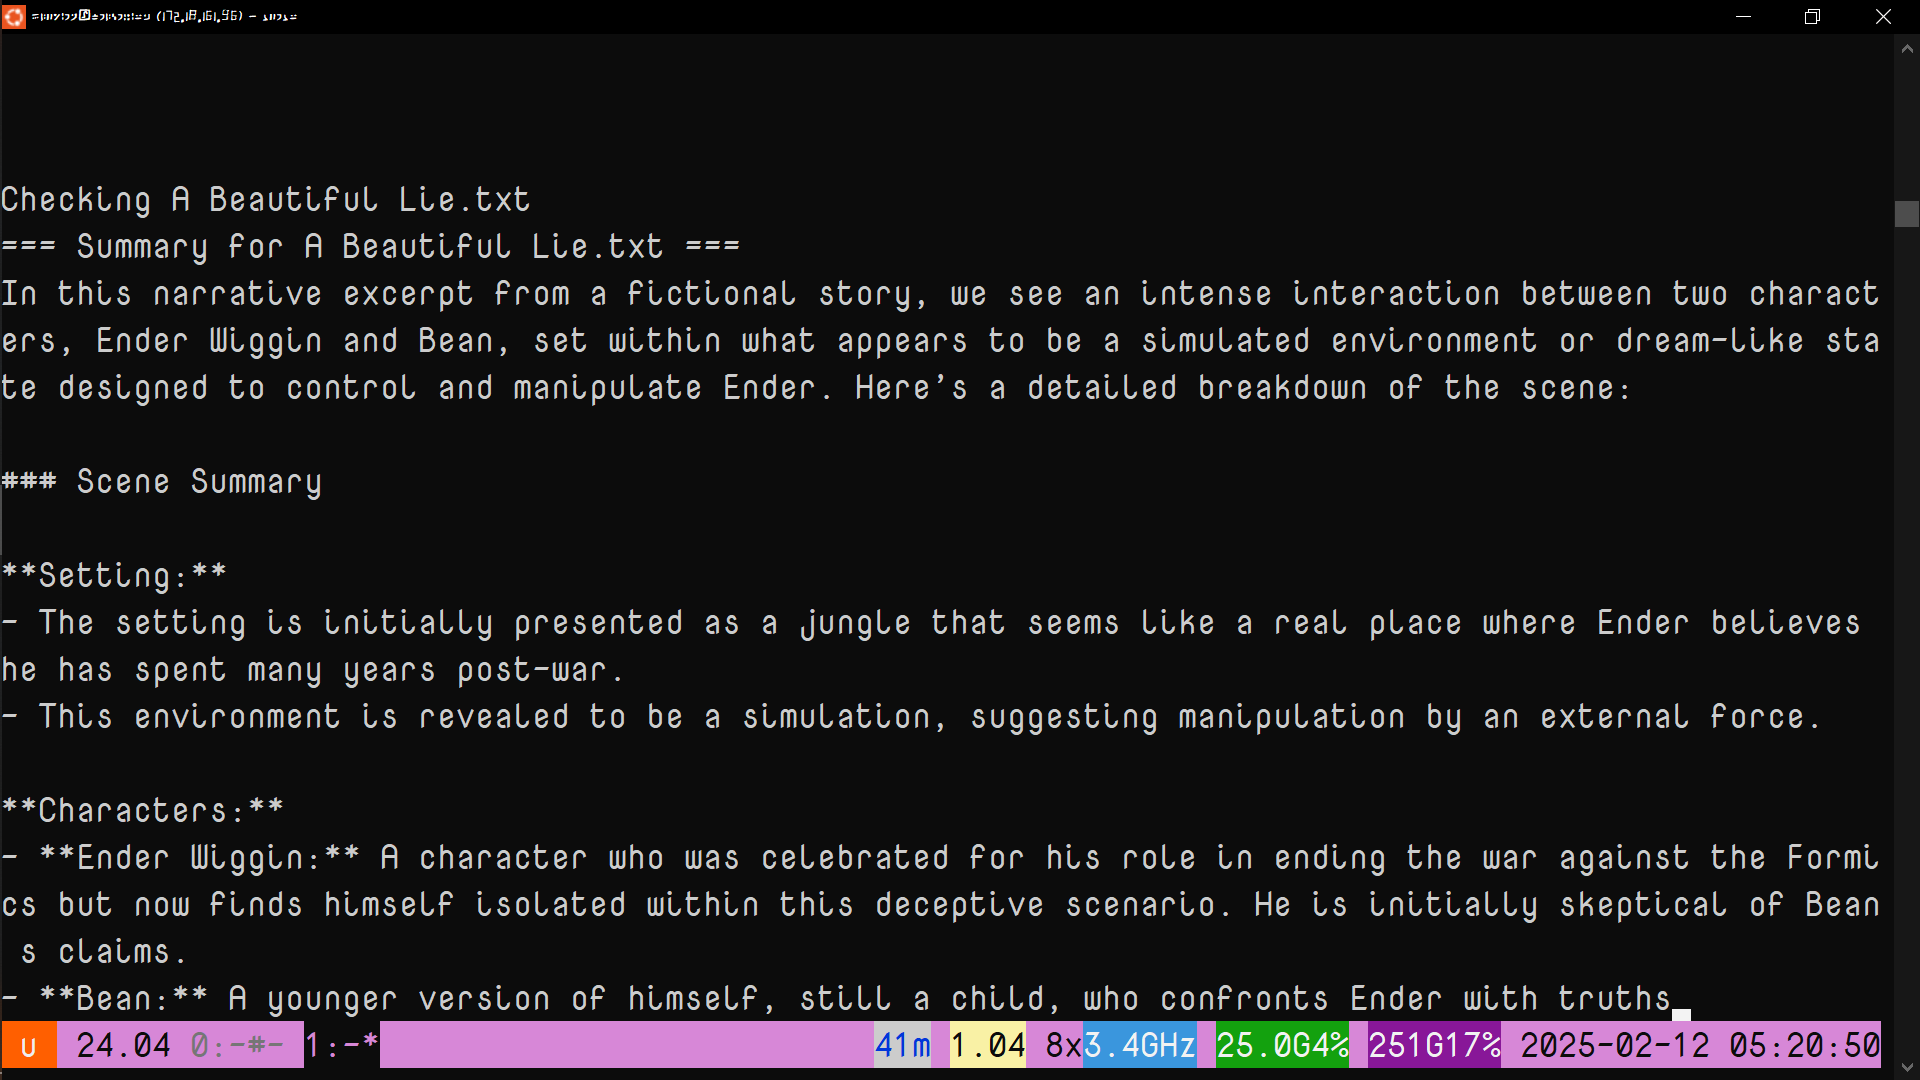 (172.18.161.96)
Checking A Beautiful Lie.txt
=== Summary for A Beautiful Lie.txt ===
In this narrative excerpt from a fictional story, we see an intense interaction between two charact
ers, Ender Wiggin and Bean, set within what appears to be a simulated environment or dream-like sta
te designed to control and manipulate Ender. Here's a detailed breakdown of the scene:
### Scene Summary
**Setting:**
- The setting is initially presented as a jungle that seems like a real place where Ender believes
he has spent many years post-war.
- This environment is revealed to be a simulation, suggesting manipulation by an external force.
**Characters:**
- **Ender Wiggin:** A character who was celebrated for his role in ending the war against the Formi
cs but now finds himself isolated within this deceptive scenario. He is initially skeptical of Bean
 s claims.
- **Bean:** A younger version of himself, still a child, who confronts Ender with truths
u 24.04 0:-#- 1:-* 41m 1.04 8x3.4GHz 25.0G4% 251G17% 2025-02-12 05:20:50